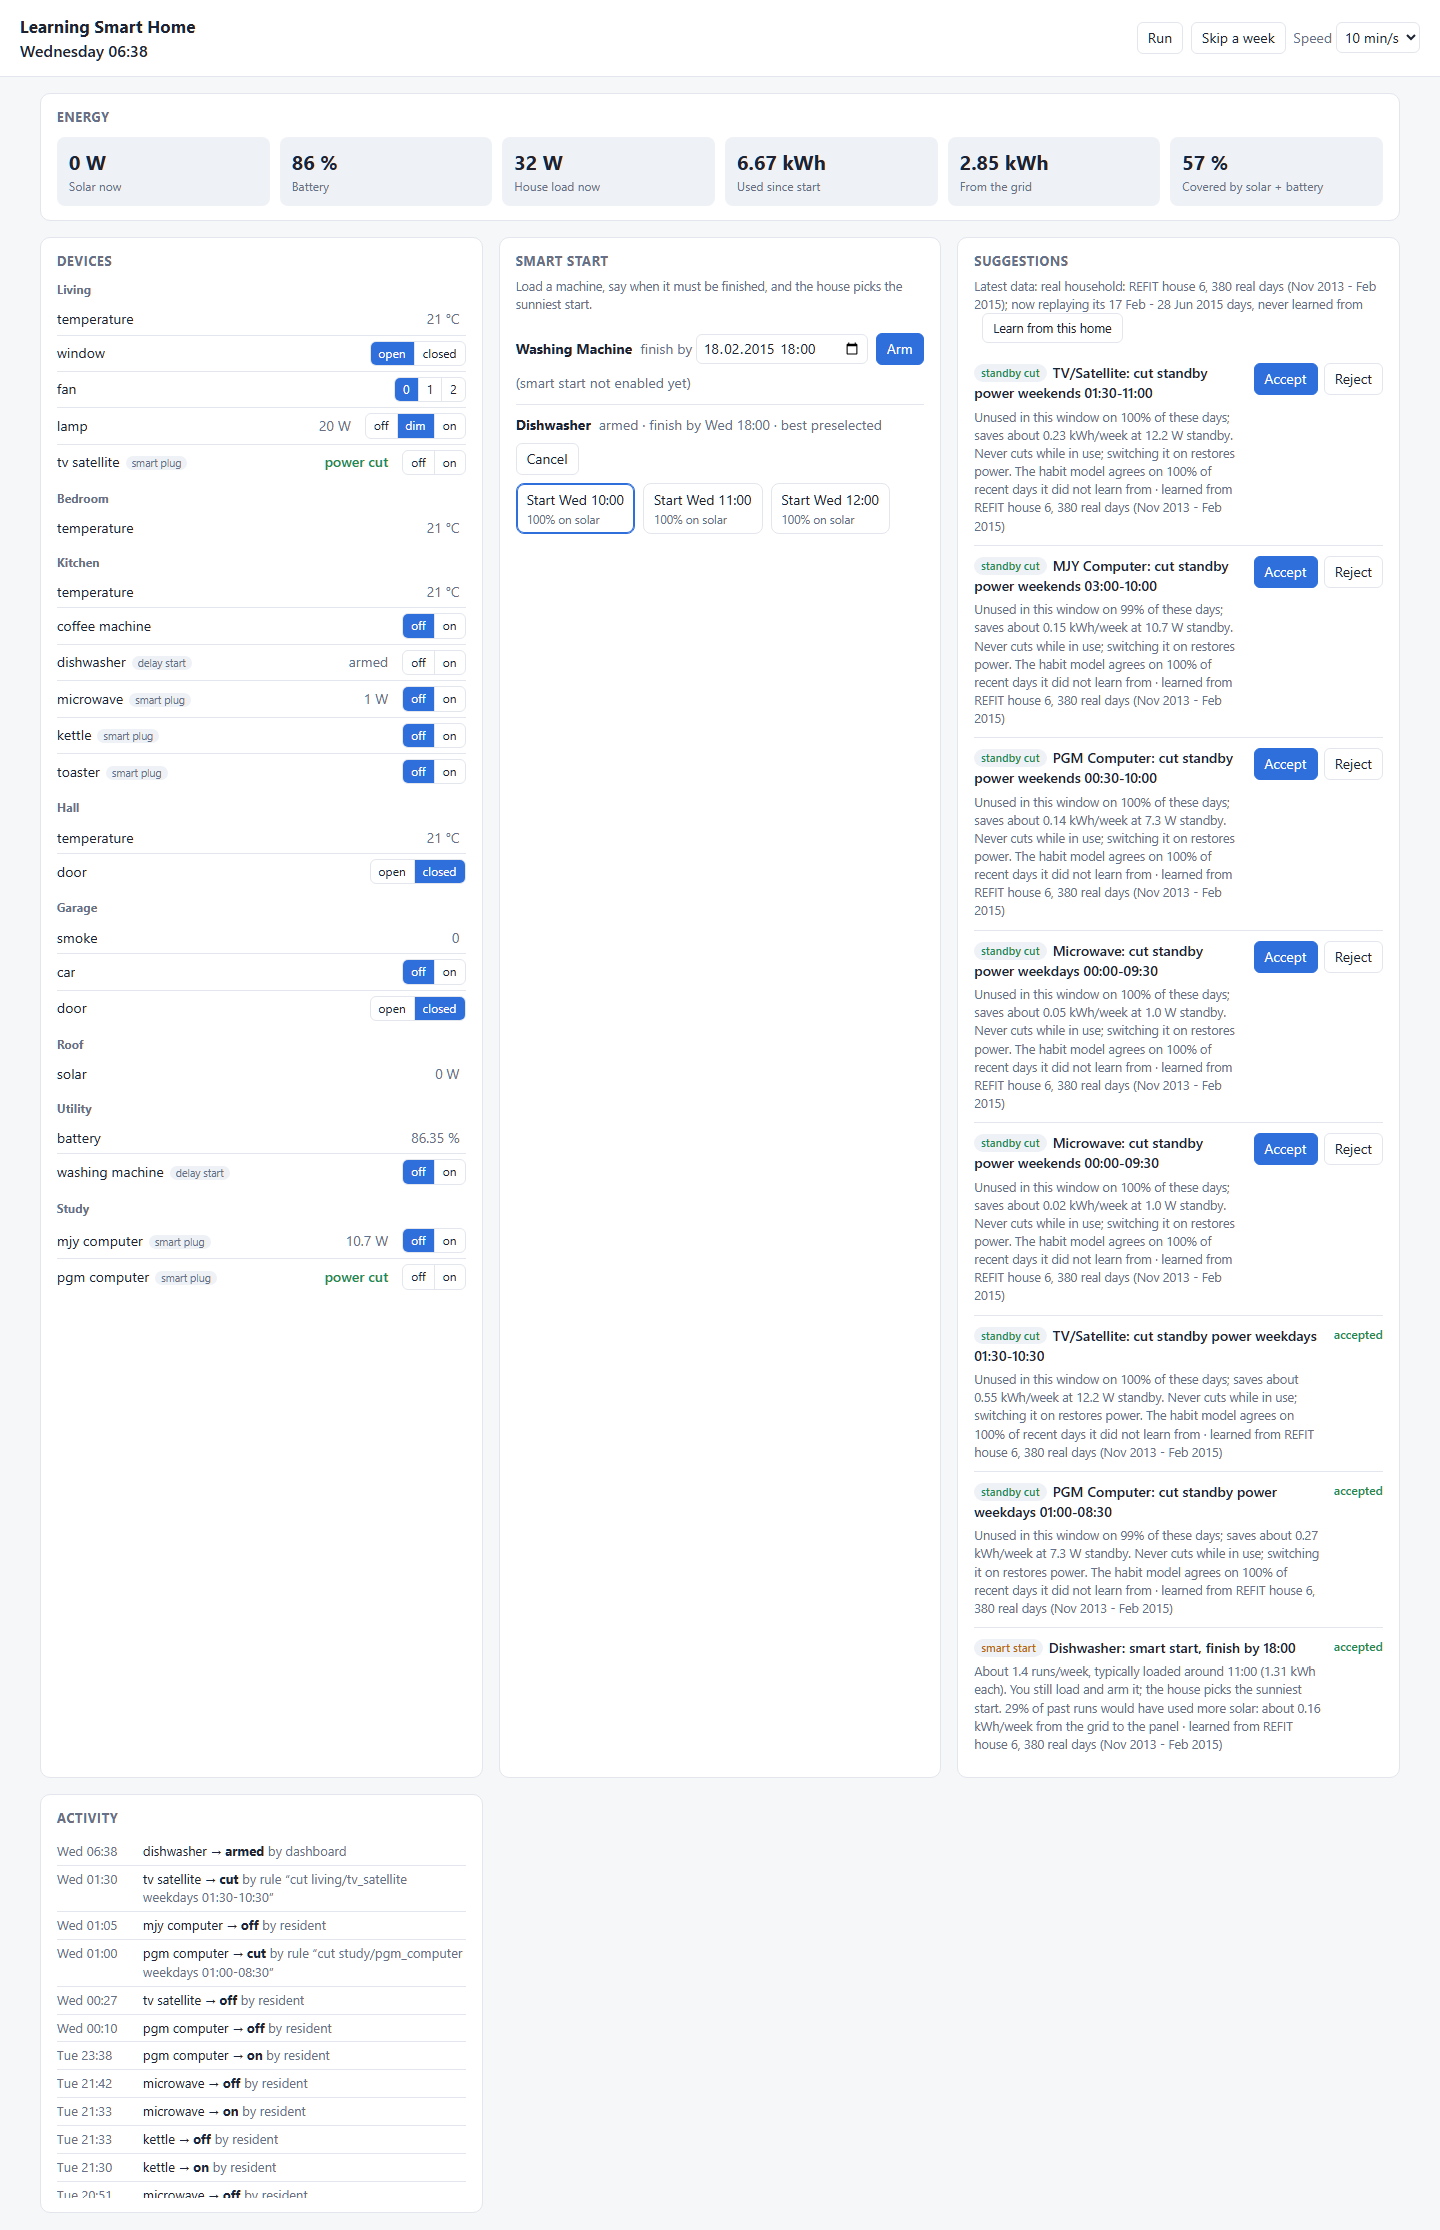 Learning Smart Home
Wednesday 06:38
Run
Skip a week
Speed
10 min/s
ENERGY
0 W
Solar now
86 %
Battery
32 W
House load now
6.67 kWh
Used since start
2.85 kWh
From the grid
57 %
Covered by solar + battery
DEVICES
Living
temperature 21 °C
window open closed
fan 0 1 2
lamp 20 W off dim on
tv satellite smart plug power cut off on
Bedroom
temperature 21 °C
Kitchen
temperature 21 °C
coffee machine off on
dishwasher delay start armed off on
microwave smart plug 1 W off on
kettle smart plug off on
toaster smart plug off on
Hall
temperature 21 °C
door open closed
Garage
smoke 0
car off on
door open closed
Roof
solar 0 W
Utility
battery 86.35 %
washing machine delay start off on
Study
mjy computer smart plug 10.7 W off on
pgm computer smart plug power cut off on
SMART START
Load a machine, say when it must be finished, and the house picks the
sunniest start.
Washing Machine finish by 18.02.2015 18:00 Arm
(smart start not enabled yet)
Dishwasher armed · finish by Wed 18:00 · best preselected
Cancel
Start Wed 10:00
100% on solar
Start Wed 11:00
100% on solar
Start Wed 12:00
100% on solar
SUGGESTIONS
Latest data: real household: REFIT house 6, 380 real days (Nov 2013 - Feb
2015); now replaying its 17 Feb - 28 Jun 2015 days, never learned from
Learn from this home
standby cut TV/Satellite: cut standby
power weekends 01:30-11:00
Accept Reject
Unused in this window on 100% of these days;
saves about 0.23 kWh/week at 12.2 W standby.
Never cuts while in use; switching it on restores
power. The habit model agrees on 100% of
recent days it did not learn from · learned from
REFIT house 6, 380 real days (Nov 2013 - Feb
2015)
standby cut MJY Computer: cut standby
power weekends 03:00-10:00
Accept Reject
Unused in this window on 99% of these days;
saves about 0.15 kWh/week at 10.7 W standby.
Never cuts while in use; switching it on restores
power. The habit model agrees on 100% of
recent days it did not learn from · learned from
REFIT house 6, 380 real days (Nov 2013 - Feb
2015)
standby cut PGM Computer: cut standby
power weekends 00:30-10:00
Accept Reject
Unused in this window on 100% of these days;
saves about 0.14 kWh/week at 7.3 W standby.
Never cuts while in use; switching it on restores
power. The habit model agrees on 100% of
recent days it did not learn from · learned from
REFIT house 6, 380 real days (Nov 2013 - Feb
2015)
standby cut Microwave: cut standby
power weekdays 00:00-09:30
Accept Reject
Unused in this window on 100% of these days;
saves about 0.05 kWh/week at 1.0 W standby.
Never cuts while in use; switching it on restores
power. The habit model agrees on 100% of
recent days it did not learn from · learned from
REFIT house 6, 380 real days (Nov 2013 - Feb
2015)
standby cut Microwave: cut standby
power weekends 00:00-09:30
Accept Reject
Unused in this window on 100% of these days;
saves about 0.02 kWh/week at 1.0 W standby.
Never cuts while in use; switching it on restores
power. The habit model agrees on 100% of
recent days it did not learn from · learned from
REFIT house 6, 380 real days (Nov 2013 - Feb
2015)
standby cut TV/Satellite: cut standby power weekdays
01:30-10:30
accepted
Unused in this window on 100% of these days; saves about
0.55 kWh/week at 12.2 W standby. Never cuts while in use;
switching it on restores power. The habit model agrees on
100% of recent days it did not learn from · learned from REFIT
house 6, 380 real days (Nov 2013 - Feb 2015)
standby cut PGM Computer: cut standby power
weekdays 01:00-08:30
accepted
Unused in this window on 99% of these days; saves about 0.27
kWh/week at 7.3 W standby. Never cuts while in use; switching
it on restores power. The habit model agrees on 100% of
recent days it did not learn from · learned from REFIT house 6,
380 real days (Nov 2013 - Feb 2015)
smart start Dishwasher: smart start, finish by 18:00
accepted
About 1.4 runs/week, typically loaded around 11:00 (1.31 kWh
each). You still load and arm it; the house picks the sunniest
start. 29% of past runs would have used more solar: about 0.16
kWh/week from the grid to the panel · learned from REFIT
house 6, 380 real days (Nov 2013 - Feb 2015)
ACTIVITY
Wed 06:38 dishwasher → armed by dashboard
Wed 01:30 tv satellite → cut by rule “cut living/tv_satellite
weekdays 01:30-10:30”
Wed 01:05 mjy computer → off by resident
Wed 01:00 pgm computer → cut by rule “cut study/pgm_computer
weekdays 01:00-08:30”
Wed 00:27 tv satellite → off by resident
Wed 00:10 pgm computer → off by resident
Tue 23:38 pgm computer → on by resident
Tue 21:42 microwave → off by resident
Tue 21:33 microwave → on by resident
Tue 21:33 kettle → off by resident
Tue 21:30 kettle → on by resident
Tue 20:51 microwave → off by resident